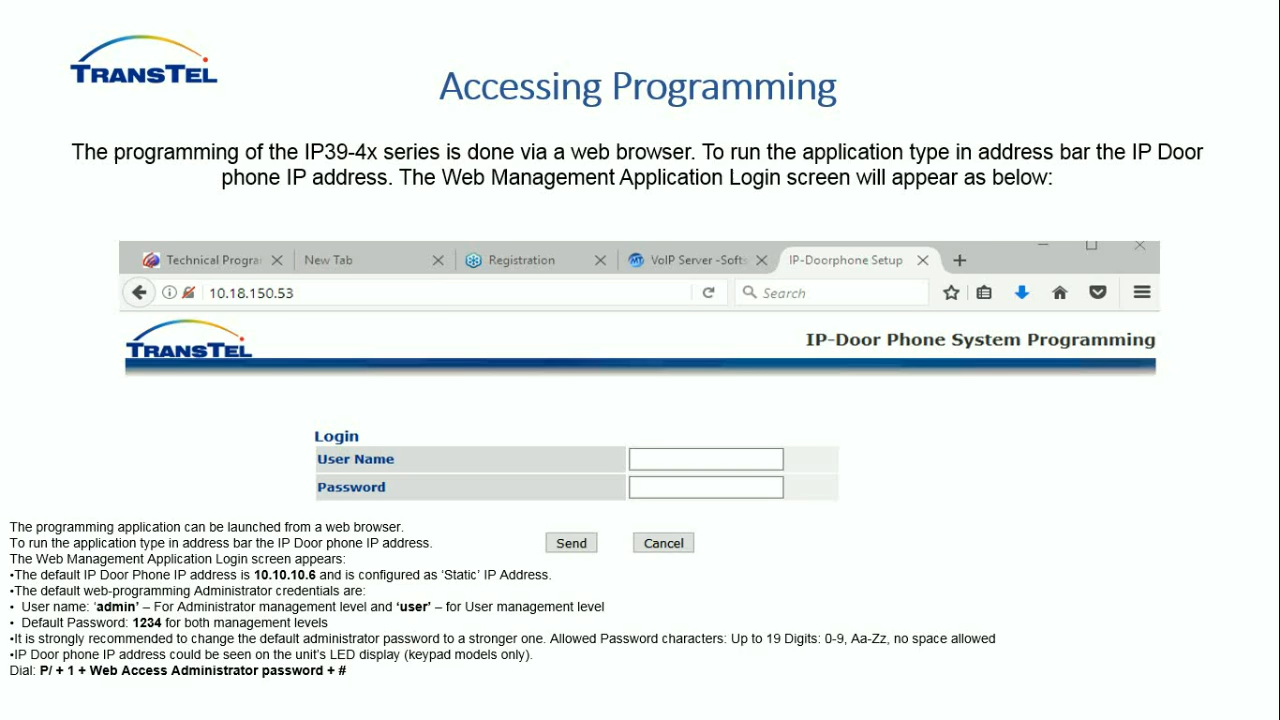 TRANSTEL
Accessing Programming
The programming of the IP39-4x series is done via a web browser. To run the application type in address bar the IP Door
phone IP address. The Web Management Application Login screen will appear as below:
Technical Progra
New Tab
Registration
VoIP Server -Softs
IP-Doorphone Setup
10.18.150.53
Search
TRANSTEL
IP-Door Phone System Programming
Login
User Name
Password
Send
Cancel
The programming application can be launched from a web browser.
To run the application type in address bar the IP Door phone IP address.
The Web Management Application Login screen appears:
•The default IP Door Phone IP address is 10.10.10.6 and is configured as ‘Static’ IP Address.
•The default web-programming Administrator credentials are:
• User name: ‘admin’ – For Administrator management level and ‘user’ – for User management level
• Default Password: 1234 for both management levels
•It is strongly recommended to change the default administrator password to a stronger one. Allowed Password characters: Up to 19 Digits: 0-9, Aa-Zz, no space allowed
•IP Door phone IP address could be seen on the unit’s LED display (keypad models only).
Dial: P/ + 1 + Web Access Administrator password + #